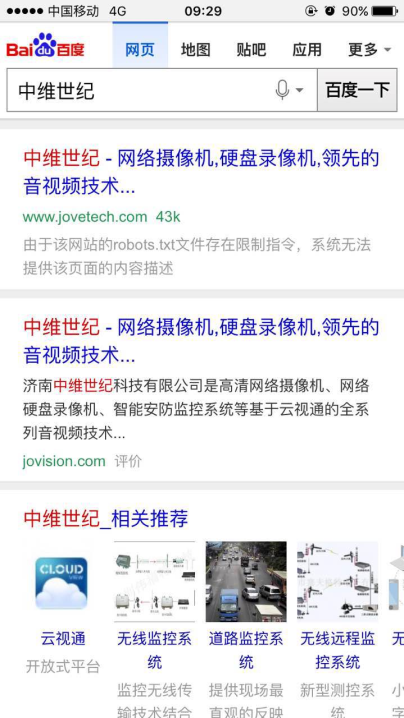 中国移动 4G 09:29 90%
Bai du 百度 网页 地图 贴吧 应用 更多
中维世纪 百度一下
中维世纪 - 网络摄像机,硬盘录像机,领先的
音视频技术...
www.jovetech.com 43k
由于该网站的robots.txt文件存在限制指令，系统无法
提供该页面的内容描述
中维世纪 - 网络摄像机,硬盘录像机,领先的
音视频技术...
济南中维世纪科技有限公司是高清网络摄像机、网络
硬盘录像机、智能安防监控系统等基于云视通的全系
列音视频技术...
jovision.com 评价
中维世纪_相关推荐
CLOUD
VIEW
云视通 无线监控系 道路监控系 无线远程监 无
统 统 控系统
开放式平台
监控无线传 提供现场最 新型测控系 小
输技术结合 直观的反映 统